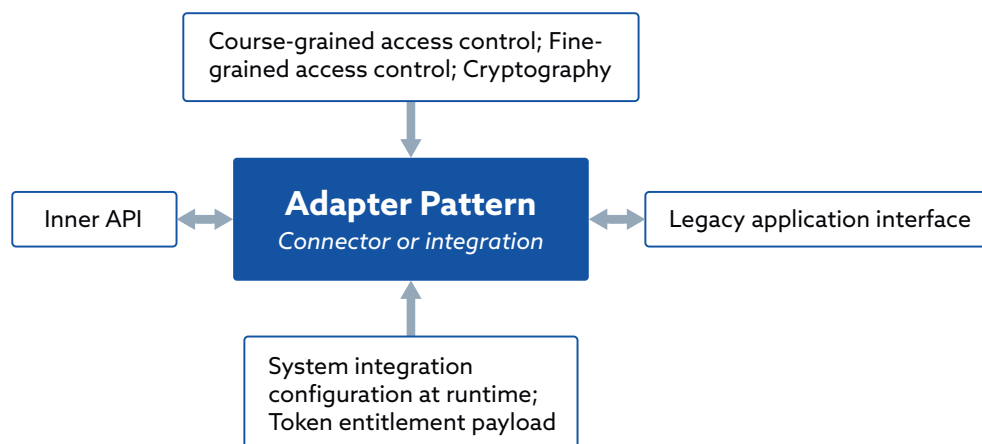 Course-grained access control; Fine-
grained access control; Cryptography
Inner API
Adapter Pattern
Connector or integration
Legacy application interface
System integration
configuration at runtime;
Token entitlement payload